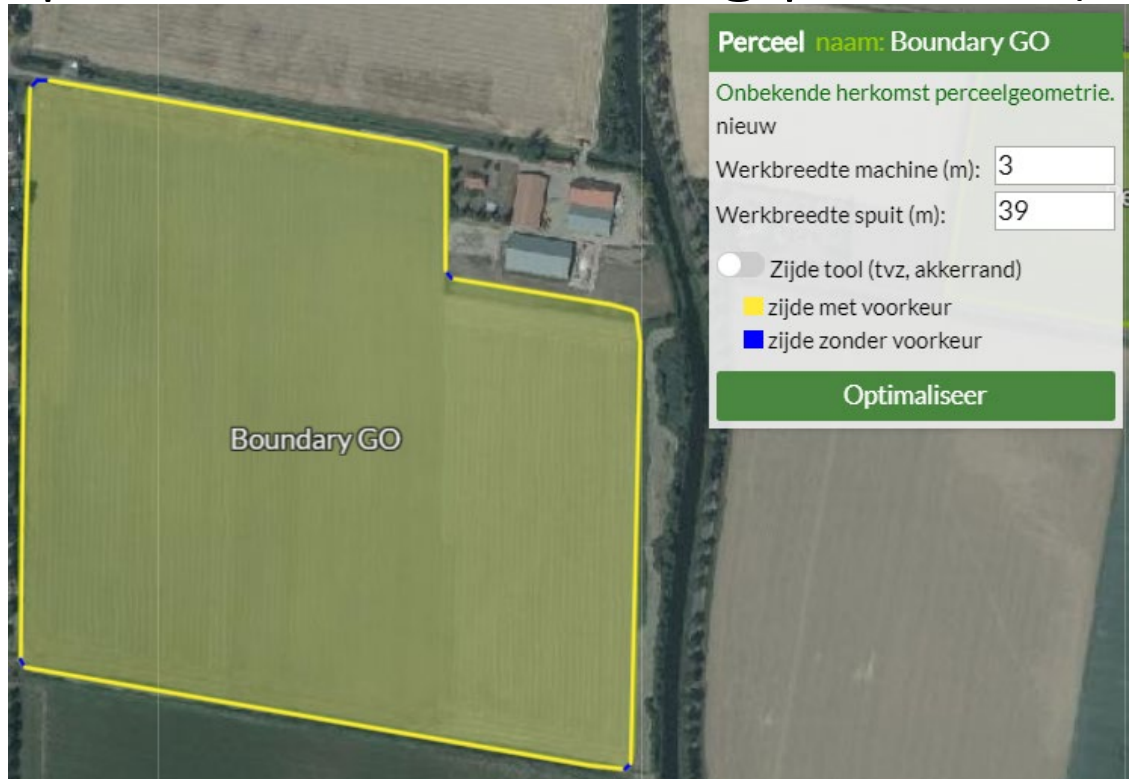 Perceel naam: Boundary GO
Onbekende herkomst perceelgeometrie.
nieuw
Werkbreedte machine (m): 3
Werkbreedte spuit (m): 39
Zijde tool (tvz, akkerrand)
zijde met voorkeur
zijde zonder voorkeur
Optimaliseer
Boundary GO